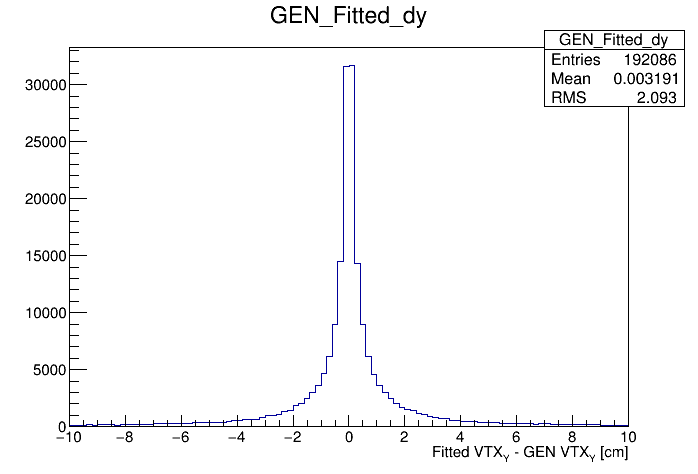 GEN_Fitted_dy
GEN_Fitted_dy
Entries 192086
Mean 0.003191
RMS 2.093
30000
25000
20000
15000
10000
5000
0
−10 −8 −6 −4 −2 0 2 4 6 8 10
Fitted VTX_Y - GEN VTX_Y [cm]